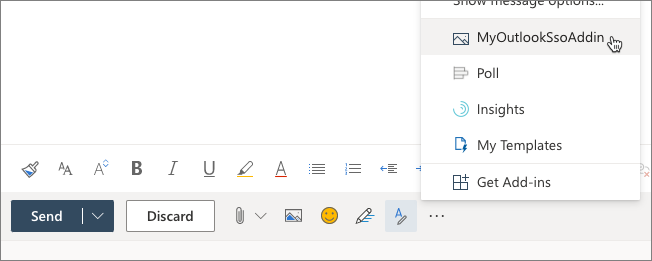 Show message options...
MyOutlookSsoAddin
Poll
Insights
My Templates
Get Add-ins
B I U A
Send
Discard